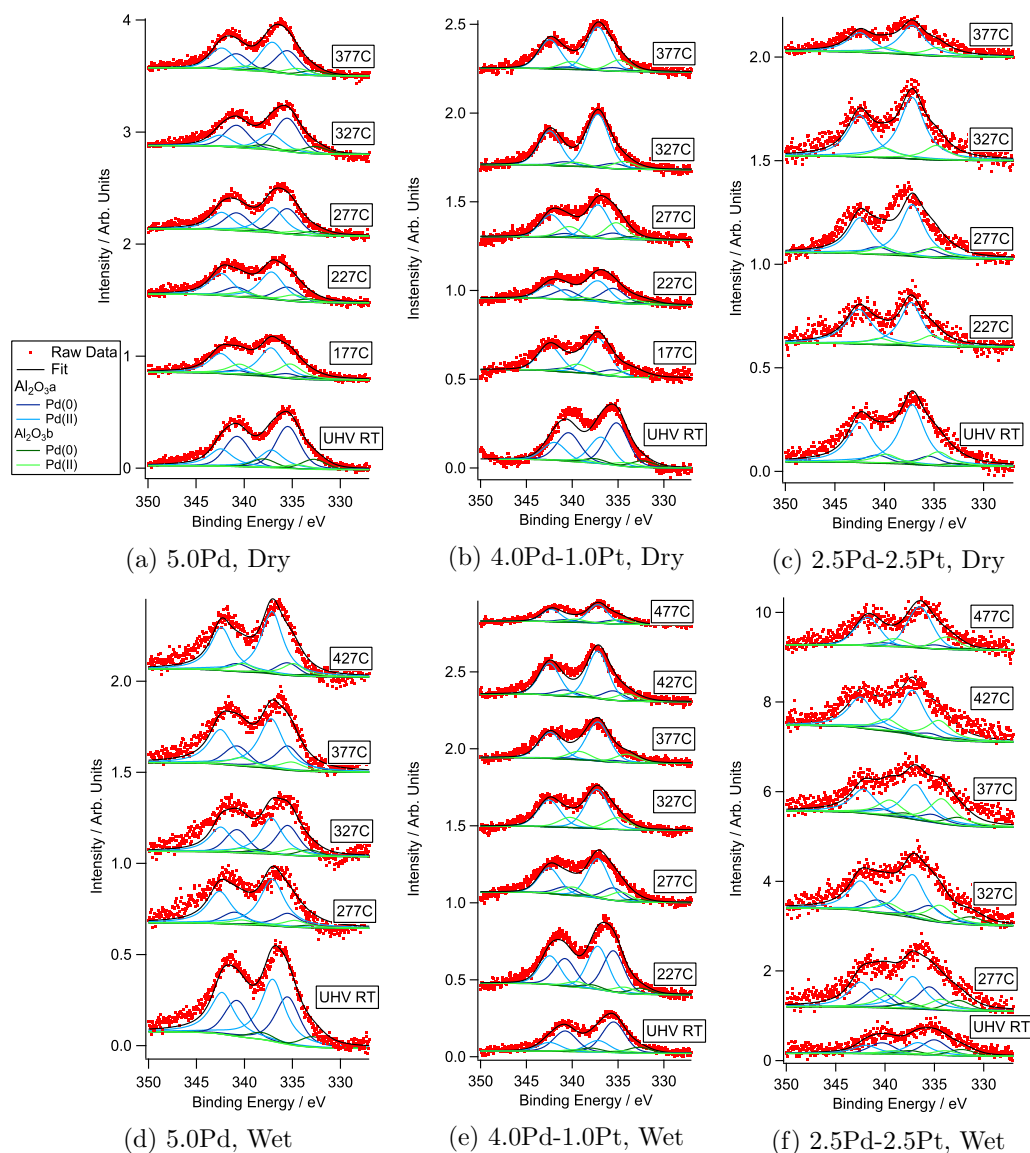 4
3
2
1
0
Intensity / Arb. Units
377C
327C
277C
227C
177C
UHV RT
350 345 340 335 330
Binding Energy / eV
(a) 5.0Pd, Dry
2.5
2.0
1.5
1.0
0.5
0.0
Instensity / Arb. Units
377C
327C
277C
227C
177C
UHV RT
350 345 340 335 330
Binding Energy / eV
(b) 4.0Pd-1.0Pt, Dry
2.0
1.5
1.0
0.5
0.0
Intensity / Arb. Units
377C
327C
277C
227C
UHV RT
350 345 340 335 330
Binding Energy / eV
(c) 2.5Pd-2.5Pt, Dry
Raw Data
Fit
Al₂O₃a
Pd(0)
Pd(II)
Al₂O₃b
Pd(0)
Pd(II)
2.0
1.5
1.0
0.5
0.0
Intensity / Arb. Units
427C
377C
327C
277C
UHV RT
350 345 340 335 330
Binding Energy / eV
(d) 5.0Pd, Wet
2.5
2.0
1.5
1.0
0.5
0.0
Intensity / Arb. Units
477C
427C
377C
327C
277C
227C
UHV RT
350 345 340 335 330
Binding Energy / eV
(e) 4.0Pd-1.0Pt, Wet
10
8
6
4
2
0
Intensity / Arb. Units
477C
427C
377C
327C
277C
UHV RT
350 345 340 335 330
Binding Energy / eV
(f) 2.5Pd-2.5Pt, Wet